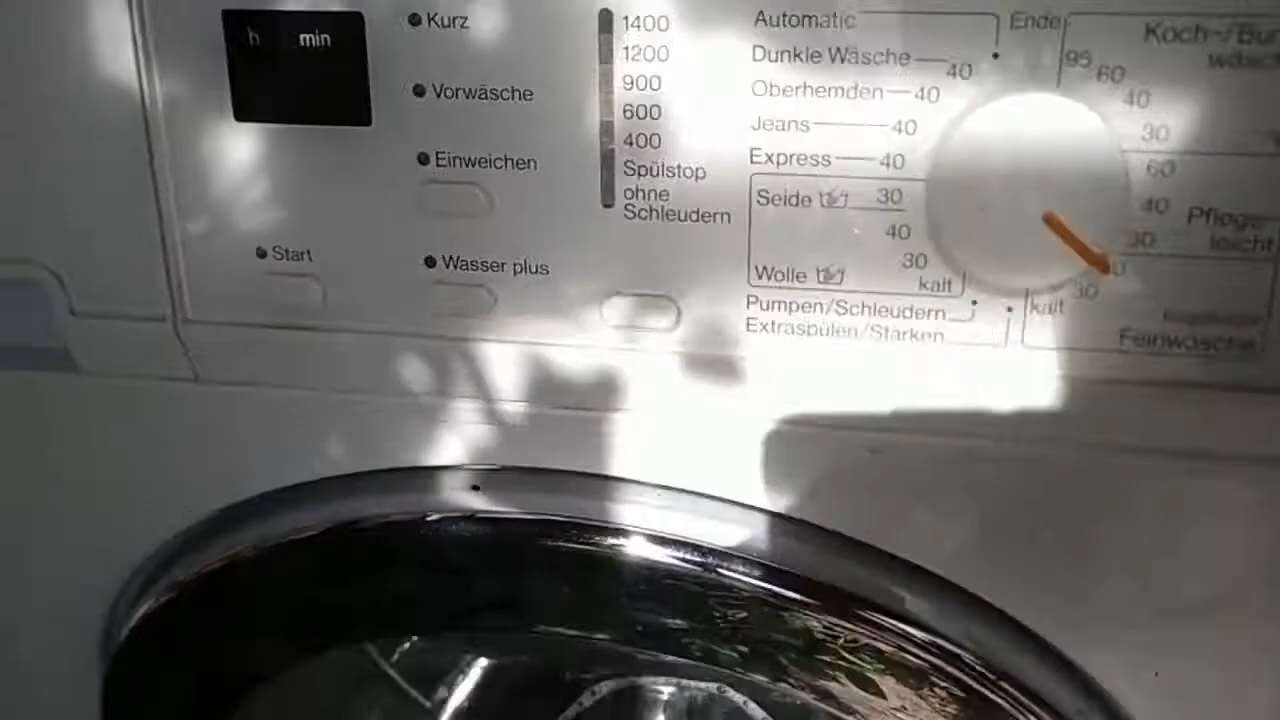 h min
Kurz
Vorwäsche
Einweichen
Start
Wasser plus
1400
1200
900
600
400
Spülstop
ohne
Schleudern
Automatic
Dunkle Wäsche 40
Oberhemden 40
Jeans 40
Express 40
Seide 30
40
30
Wolle kalt
Pumpen/Schleudern
Extraspülen/Stärken
Ende
95
60
40
30
60
40
30
30
kalt
Koch-/Bun
wäsch
Pflege-
leicht
Feinwäsche